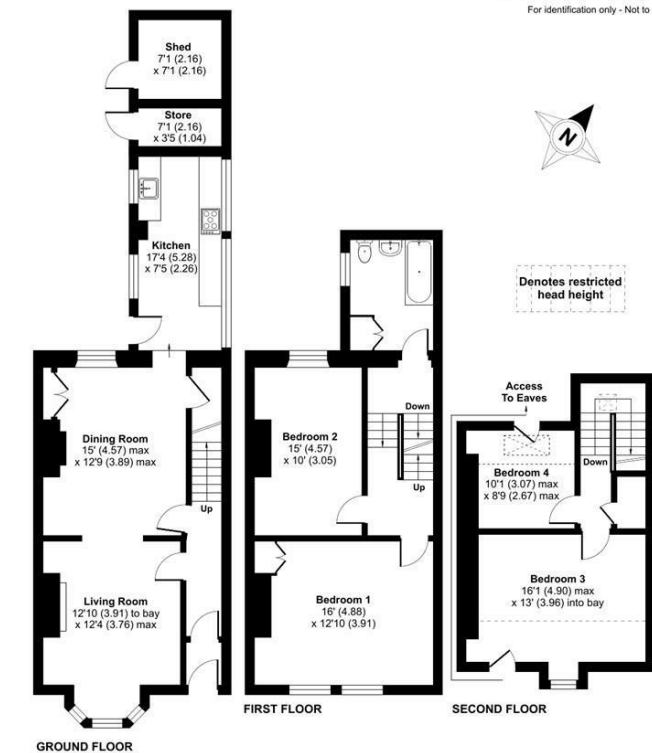 For identification only - Not to
Shed
7'1 (2.16)
x 7'1 (2.16)
Store
7'1 (2.16)
x 3'5 (1.04)
N
Kitchen
17'4 (5.28)
x 7'5 (2.26)
Denotes restricted
head height
Dining Room
15' (4.57) max
x 12'9 (3.89) max
Up
Living Room
12'10 (3.91) to bay
x 12'4 (3.76) max
GROUND FLOOR
Down
Bedroom 2
15' (4.57)
x 10' (3.05)
Up
Bedroom 1
16' (4.88)
x 12'10 (3.91)
FIRST FLOOR
Access
To Eaves
Bedroom 4
10'1 (3.07) max
x 8'9 (2.67) max
Down
Bedroom 3
16'1 (4.90) max
x 13' (3.96) into bay
SECOND FLOOR